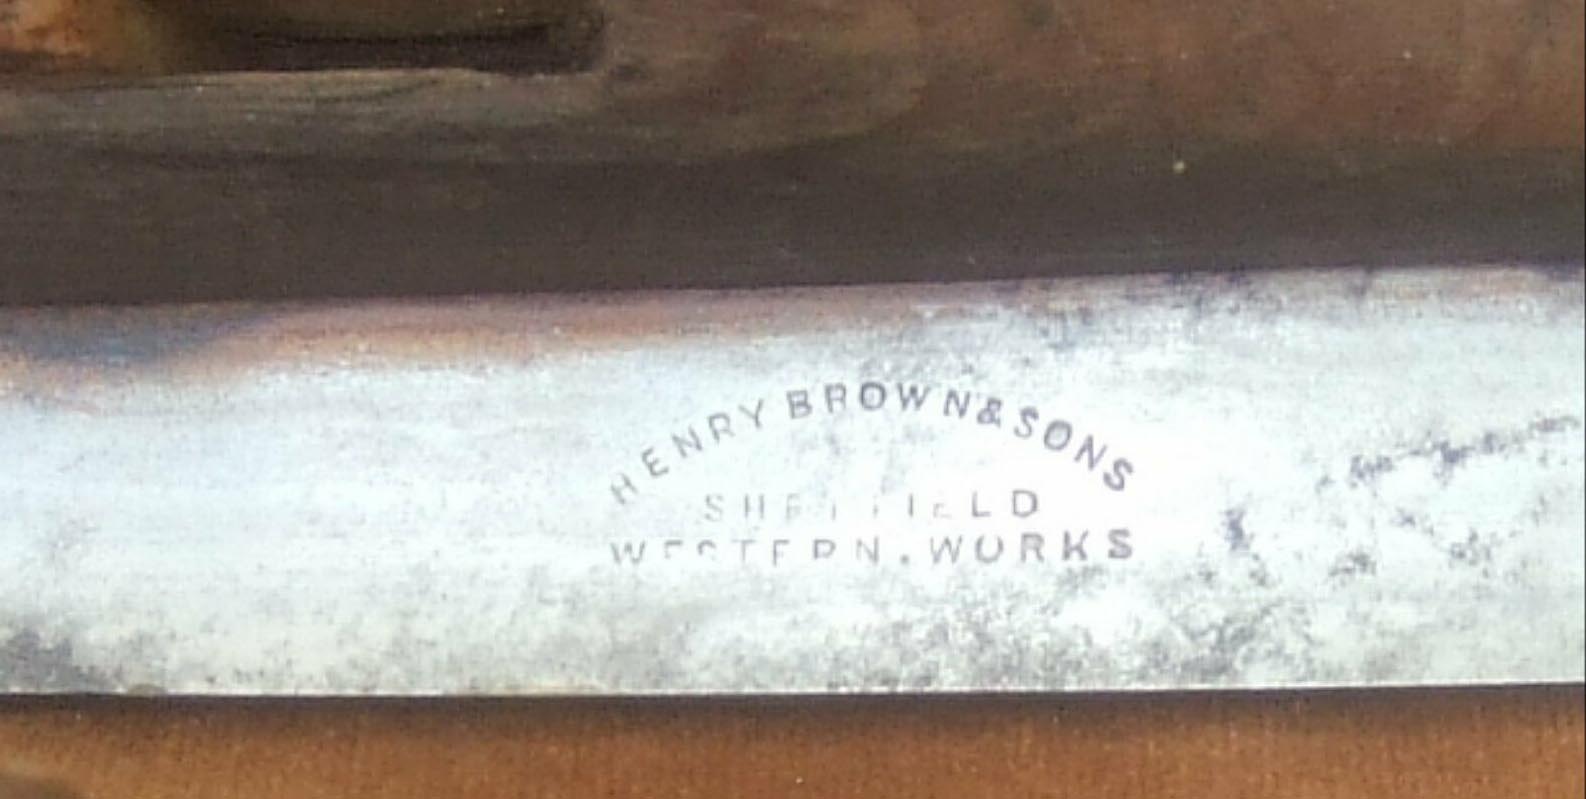 HENRY BROWN & SONS
SHEFFIELD
WESTERN . WORKS